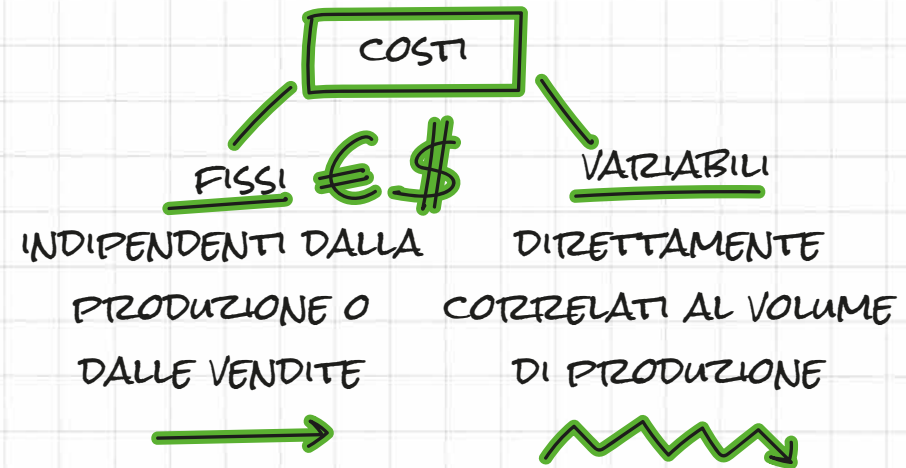 COSTI
FISSI € $
INDIPENDENTI DALLA
PRODUZIONE O
DALLE VENDITE
VARIABILI
DIRETTAMENTE
CORRELATI AL VOLUME
DI PRODUZIONE